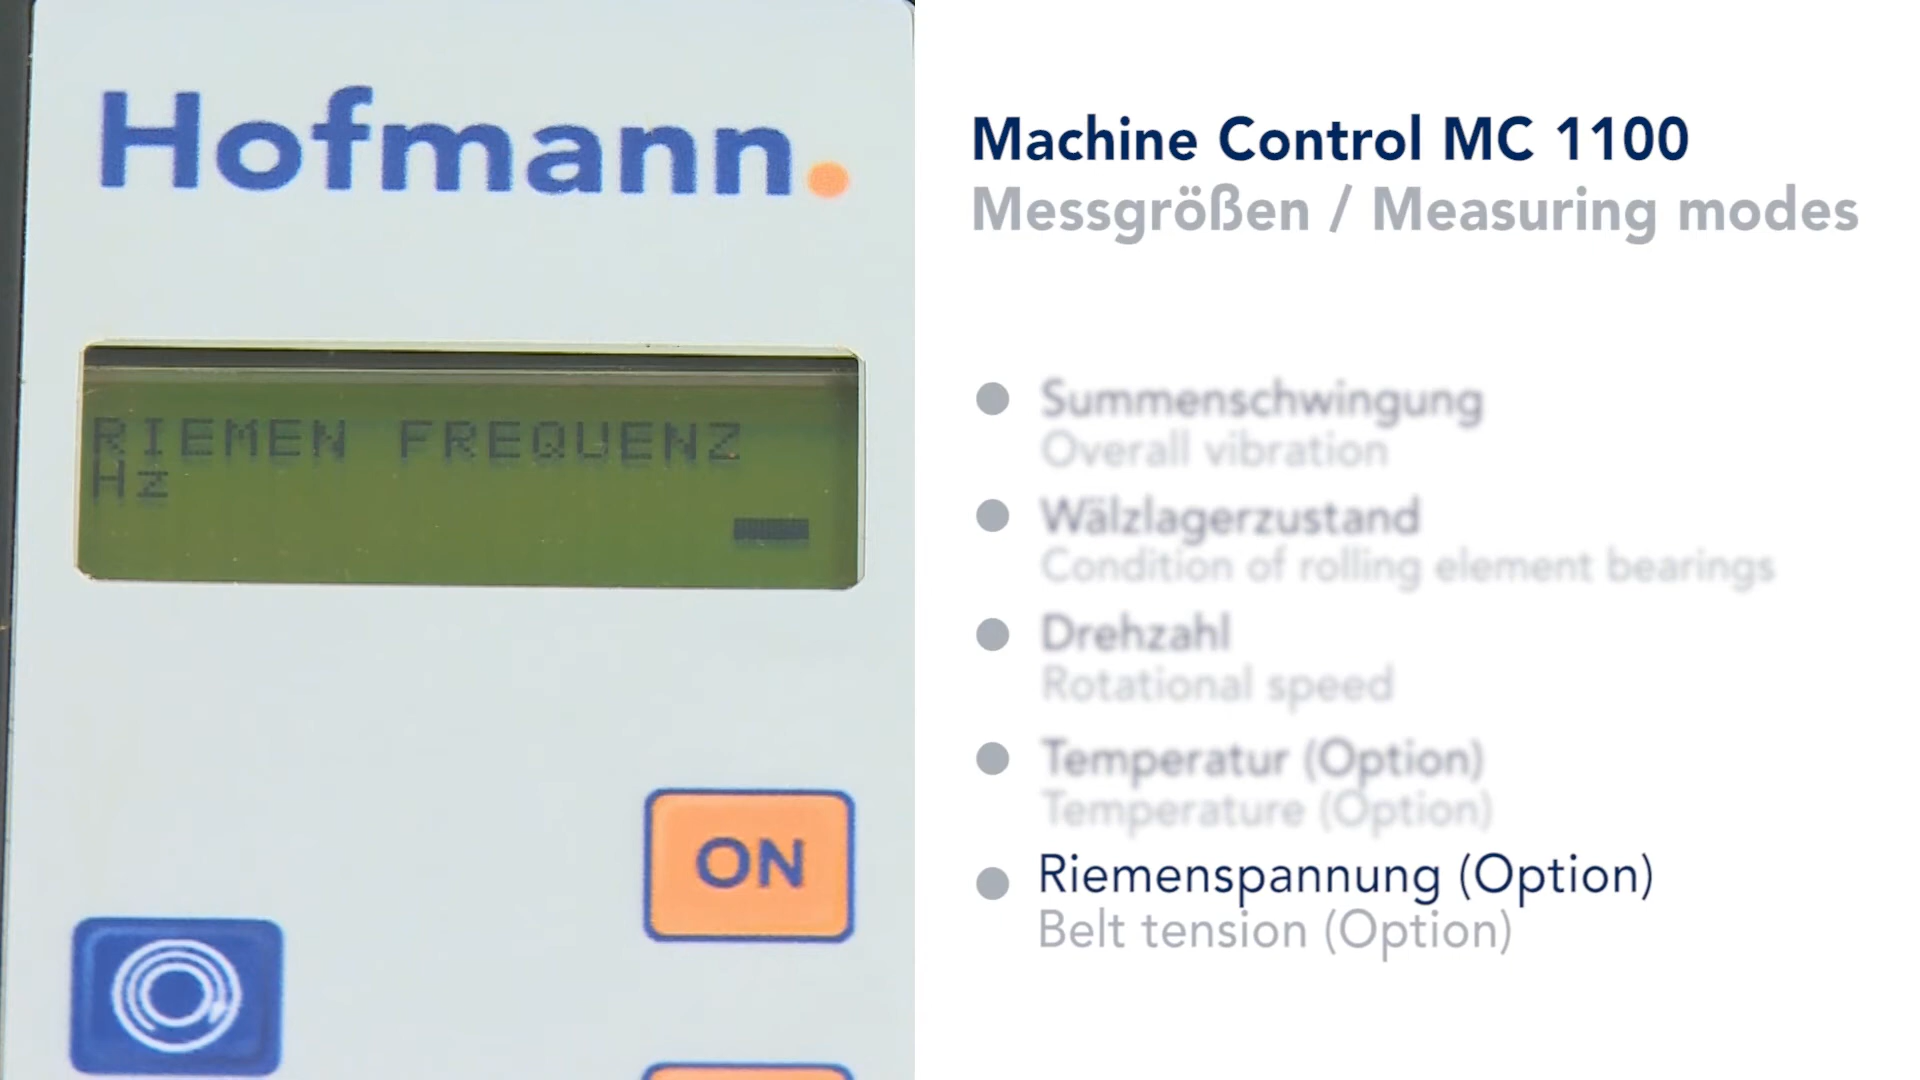 Hofmann.
RIEMEN FREQUENZ
Hz
ON
Machine Control MC 1100
Messgrößen / Measuring modes
Summenschwingung
Overall vibration
Wälzlagerzustand
Condition of rolling element bearings
Drehzahl
Rotational speed
Temperatur (Option)
Temperature (Option)
Riemenspannung (Option)
Belt tension (Option)